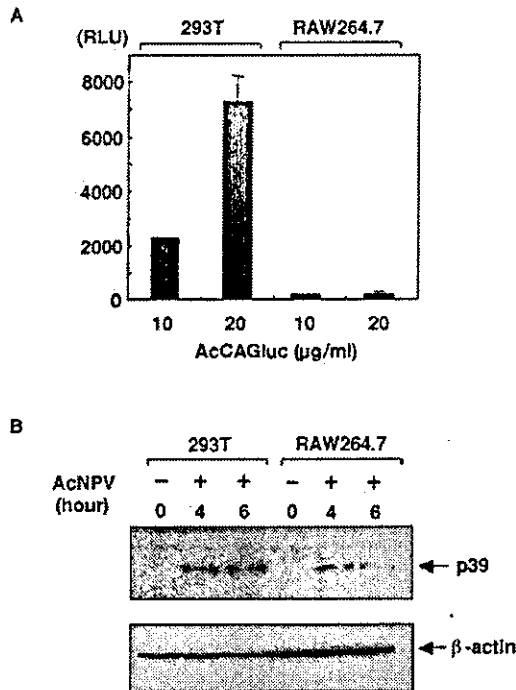 A
(RLU)
293T RAW264.7
8000
6000
4000
2000
0
10 20 10 20
AcCAGluc (μg/ml)
B
293T RAW264.7
AcNPV − + + − + +
(hour) 0 4 6 0 4 6
p39
β-actin